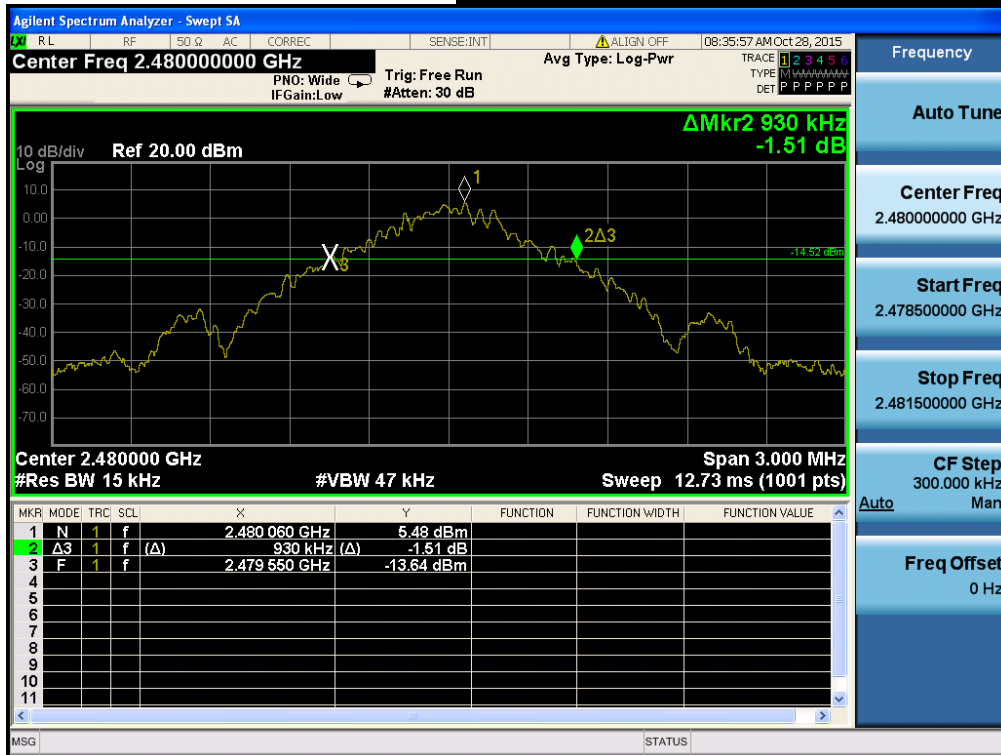 Agilent Spectrum Analyzer - Swept SA
LXI RL RF 50 Ω AC CORREC SENSE:INT ALIGN OFF 08:35:57 AM Oct 28, 2015
Center Freq 2.480000000 GHz
PNO: Wide
IFGain:Low
Trig: Free Run
#Atten: 30 dB
Avg Type: Log-Pwr
TRACE 1 2 3 4 5 6
TYPE M WWWWW
DET P P P P P P
ΔMkr2 930 kHz
-1.51 dB
10 dB/div Ref 20.00 dBm
Log
10.0
0.00
-10.0
-20.0
-30.0
-40.0
-50.0
-60.0
-70.0
1
2Δ3
X3
-14.52 dBm
Center 2.480000 GHz Span 3.000 MHz
#Res BW 15 kHz #VBW 47 kHz Sweep 12.73 ms (1001 pts)
MKR MODE TRC SCL X Y FUNCTION FUNCTION WIDTH FUNCTION VALUE
1 N 1 f 2.480 060 GHz 5.48 dBm
2 Δ3 1 f (Δ) 930 kHz (Δ) -1.51 dB
3 F 1 f 2.479 550 GHz -13.64 dBm
4
5
6
7
8
9
10
11
MSG STATUS
Frequency
Auto Tune
Center Freq
2.480000000 GHz
Start Freq
2.478500000 GHz
Stop Freq
2.481500000 GHz
CF Step
300.000 kHz
Auto Man
Freq Offset
0 Hz